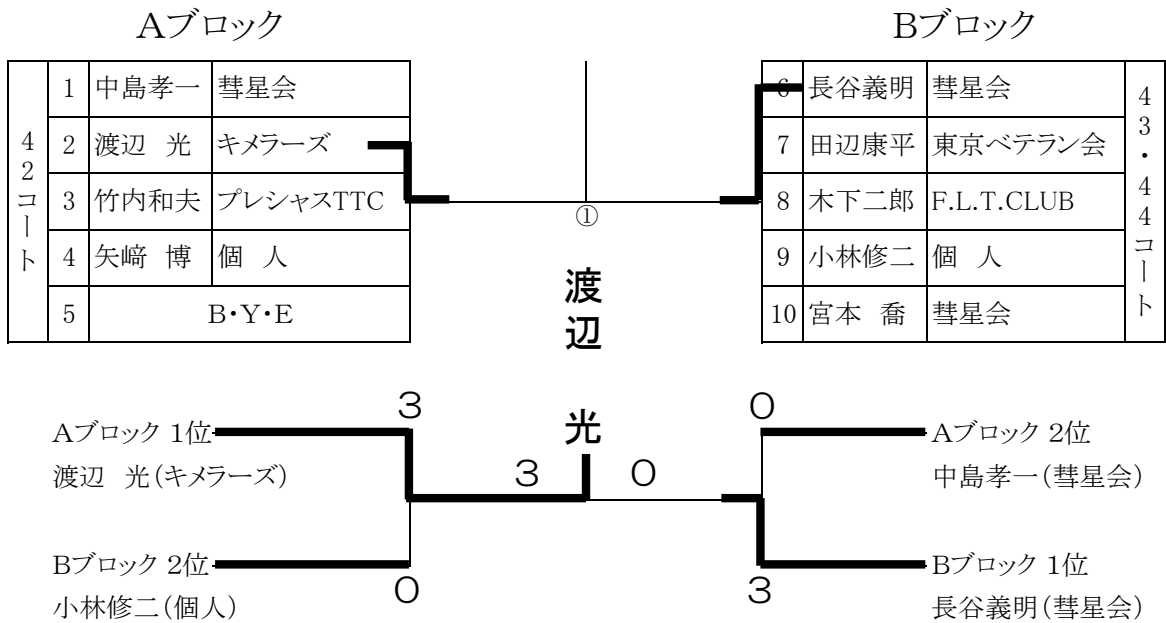 Aブロック
Bブロック
42コート
1 中島孝一 彗星会
2 渡辺 光 キメラーズ
3 竹内和夫 プレシャスTTC
4 矢﨑 博 個 人
5 B・Y・E
6 長谷義明 彗星会
7 田辺康平 東京ベテラン会
8 木下二郎 F.L.T.CLUB
9 小林修二 個 人
10 宮本 喬 彗星会
43・44コート
①
渡辺 光
3
0
Aブロック 1位
渡辺 光(キメラーズ)
3
0
Aブロック 2位
中島孝一(彗星会)
Bブロック 2位
小林修二(個人)
0
3
Bブロック 1位
長谷義明(彗星会)